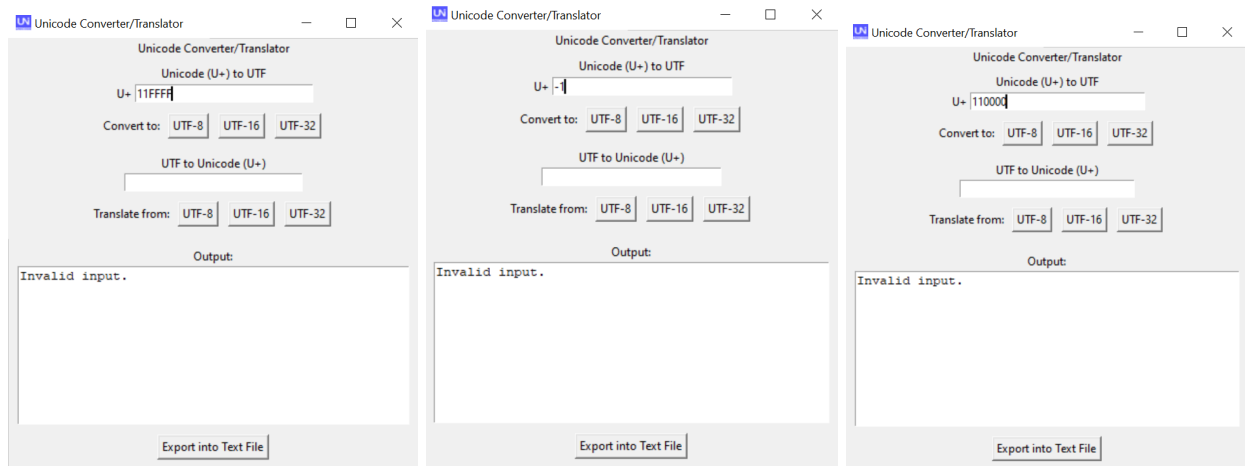 UN Unicode Converter/Translator
Unicode Converter/Translator
Unicode (U+) to UTF
U+ 11FFFF
Convert to: UTF-8 UTF-16 UTF-32
UTF to Unicode (U+)
Translate from: UTF-8 UTF-16 UTF-32
Output:
Invalid input.
Export into Text File
UN Unicode Converter/Translator
Unicode Converter/Translator
Unicode (U+) to UTF
U+ -1
Convert to: UTF-8 UTF-16 UTF-32
UTF to Unicode (U+)
Translate from: UTF-8 UTF-16 UTF-32
Output:
Invalid input.
Export into Text File
UN Unicode Converter/Translator
Unicode Converter/Translator
Unicode (U+) to UTF
U+ 110000
Convert to: UTF-8 UTF-16 UTF-32
UTF to Unicode (U+)
Translate from: UTF-8 UTF-16 UTF-32
Output:
Invalid input.
Export into Text File